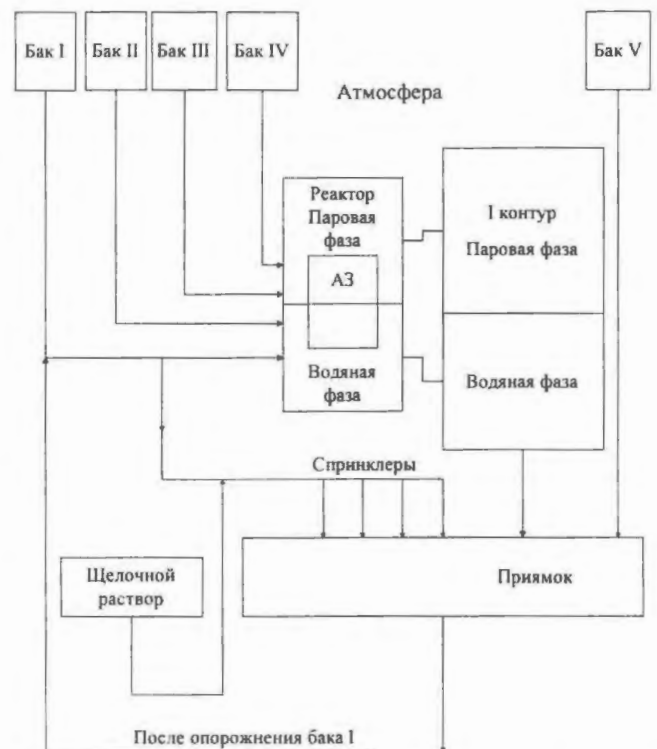 Бак I
Бак II
Бак III
Бак IV
Бак V
Атмосфера
Реактор
Паровая
фаза
I контур
Паровая фаза
АЗ
Водяная
фаза
Водяная фаза
Спринклеры
Щелочной
раствор
Приямок
После опорожнения бака I